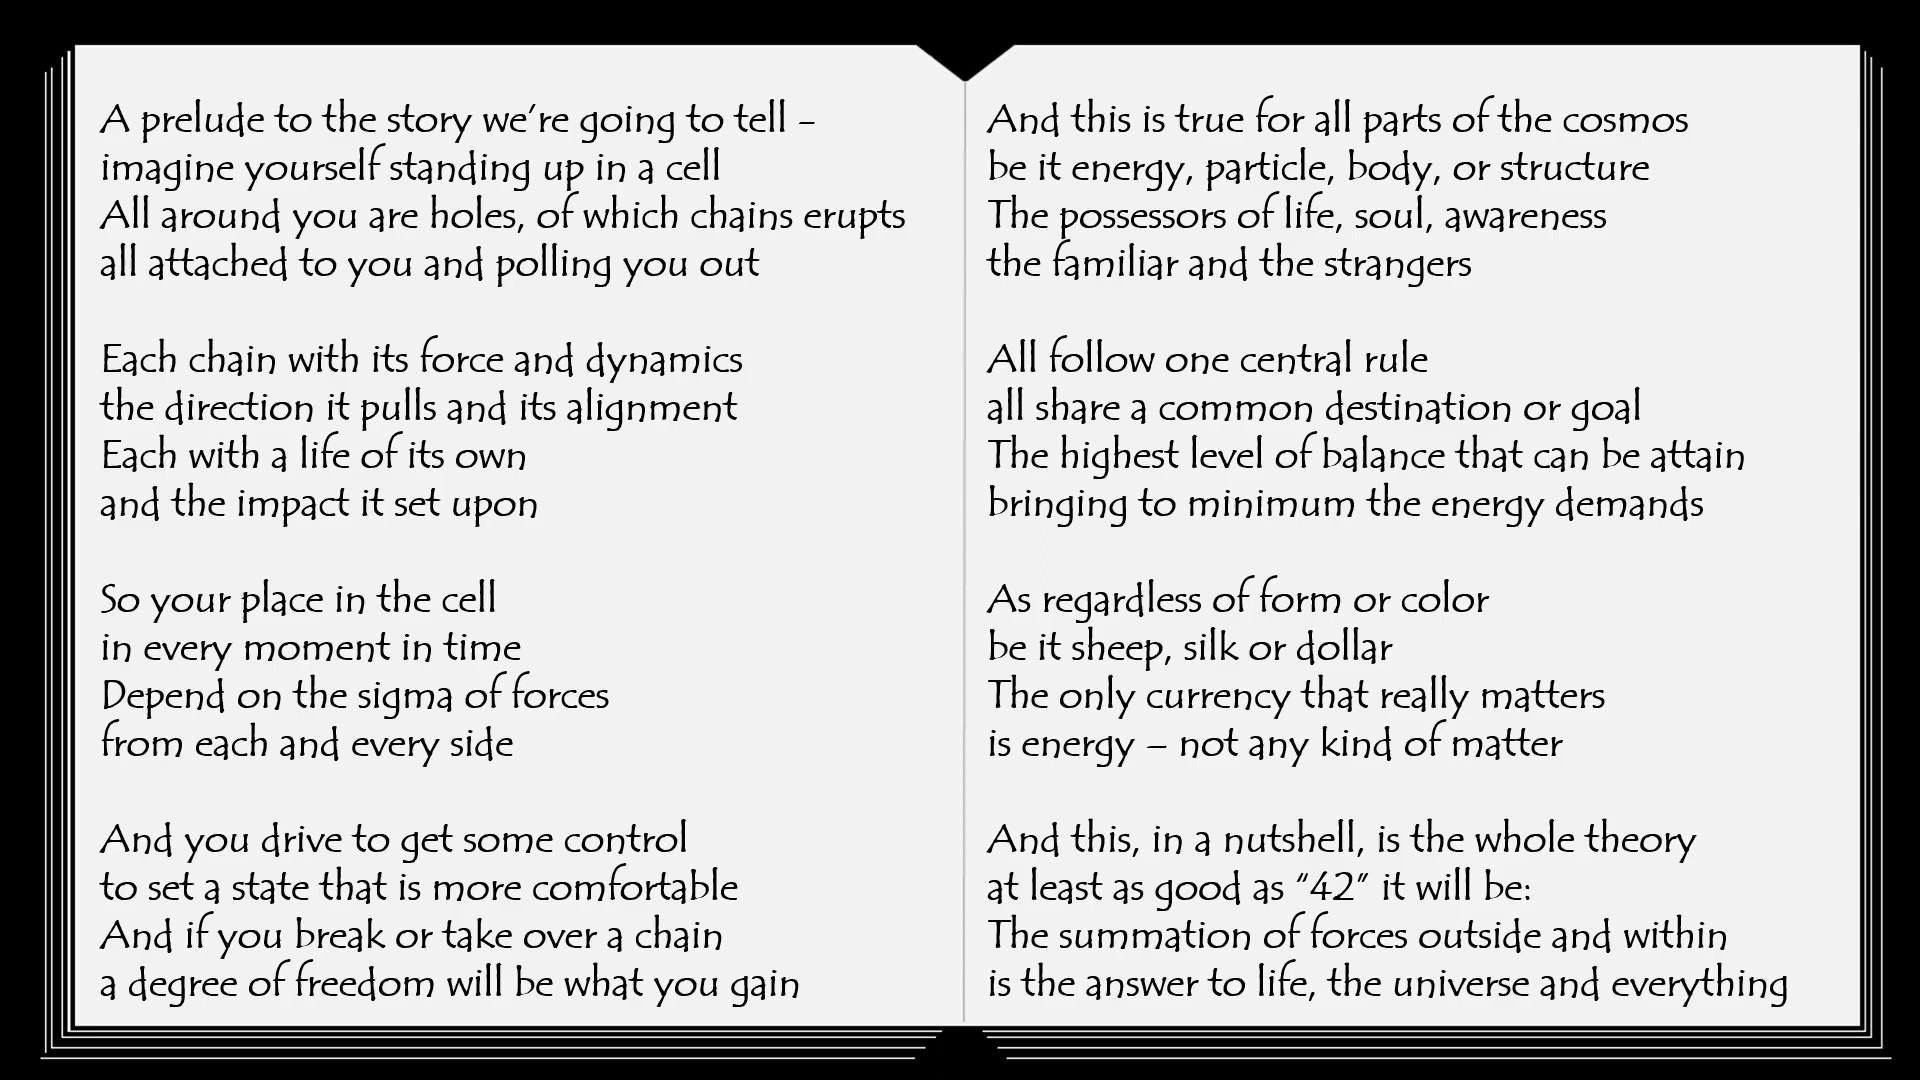 A prelude to the story we're going to tell –
imagine yourself standing up in a cell
All around you are holes, of which chains erupts
all attached to you and polling you out
Each chain with its force and dynamics
the direction it pulls and its alignment
Each with a life of its own
and the impact it set upon
So your place in the cell
in every moment in time
Depend on the sigma of forces
from each and every side
And you drive to get some control
to set a state that is more comfortable
And if you break or take over a chain
a degree of freedom will be what you gain
And this is true for all parts of the cosmos
be it energy, particle, body, or structure
The possessors of life, soul, awareness
the familiar and the strangers
All follow one central rule
all share a common destination or goal
The highest level of balance that can be attain
bringing to minimum the energy demands
As regardless of form or color
be it sheep, silk or dollar
The only currency that really matters
is energy – not any kind of matter
And this, in a nutshell, is the whole theory
at least as good as "42" it will be:
The summation of forces outside and within
is the answer to life, the universe and everything